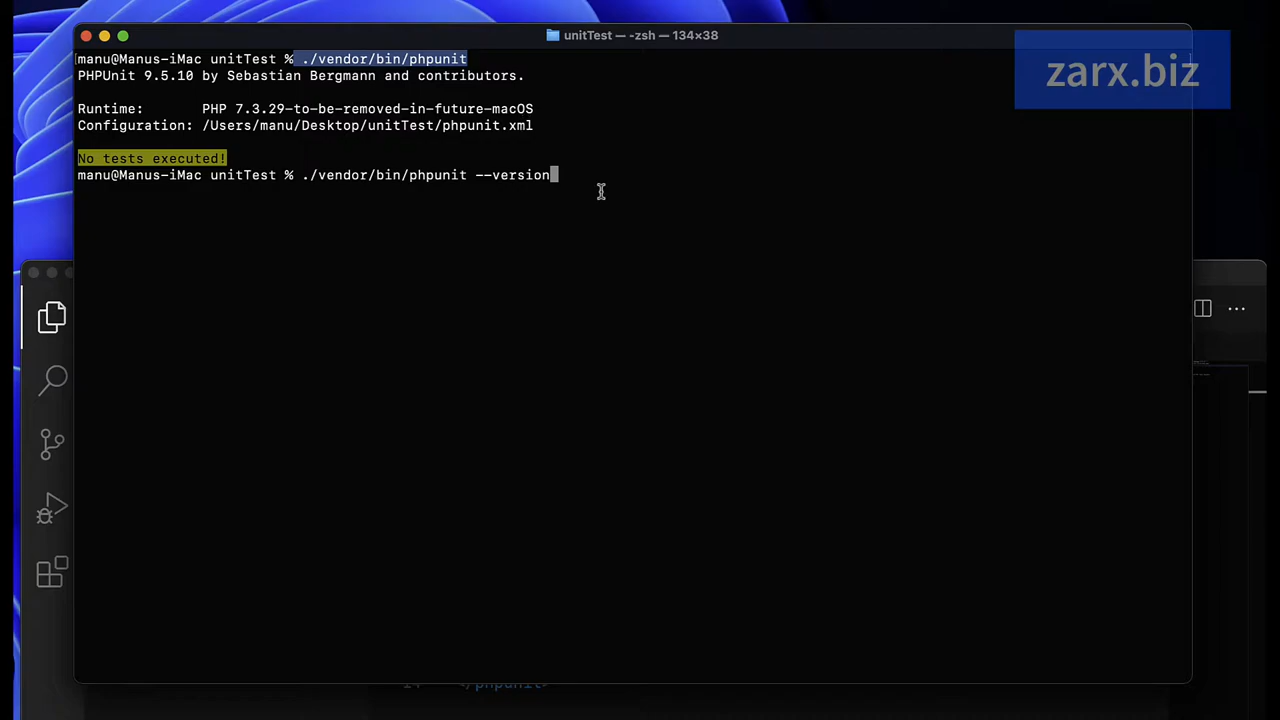 unitTest — -zsh — 134×38
manu@Manus-iMac unitTest % ./vendor/bin/phpunit
PHPUnit 9.5.10 by Sebastian Bergmann and contributors.
Runtime:       PHP 7.3.29-to-be-removed-in-future-macOS
Configuration: /Users/manu/Desktop/unitTest/phpunit.xml
No tests executed!
manu@Manus-iMac unitTest % ./vendor/bin/phpunit --version
zarx.biz
14 </phpunit>